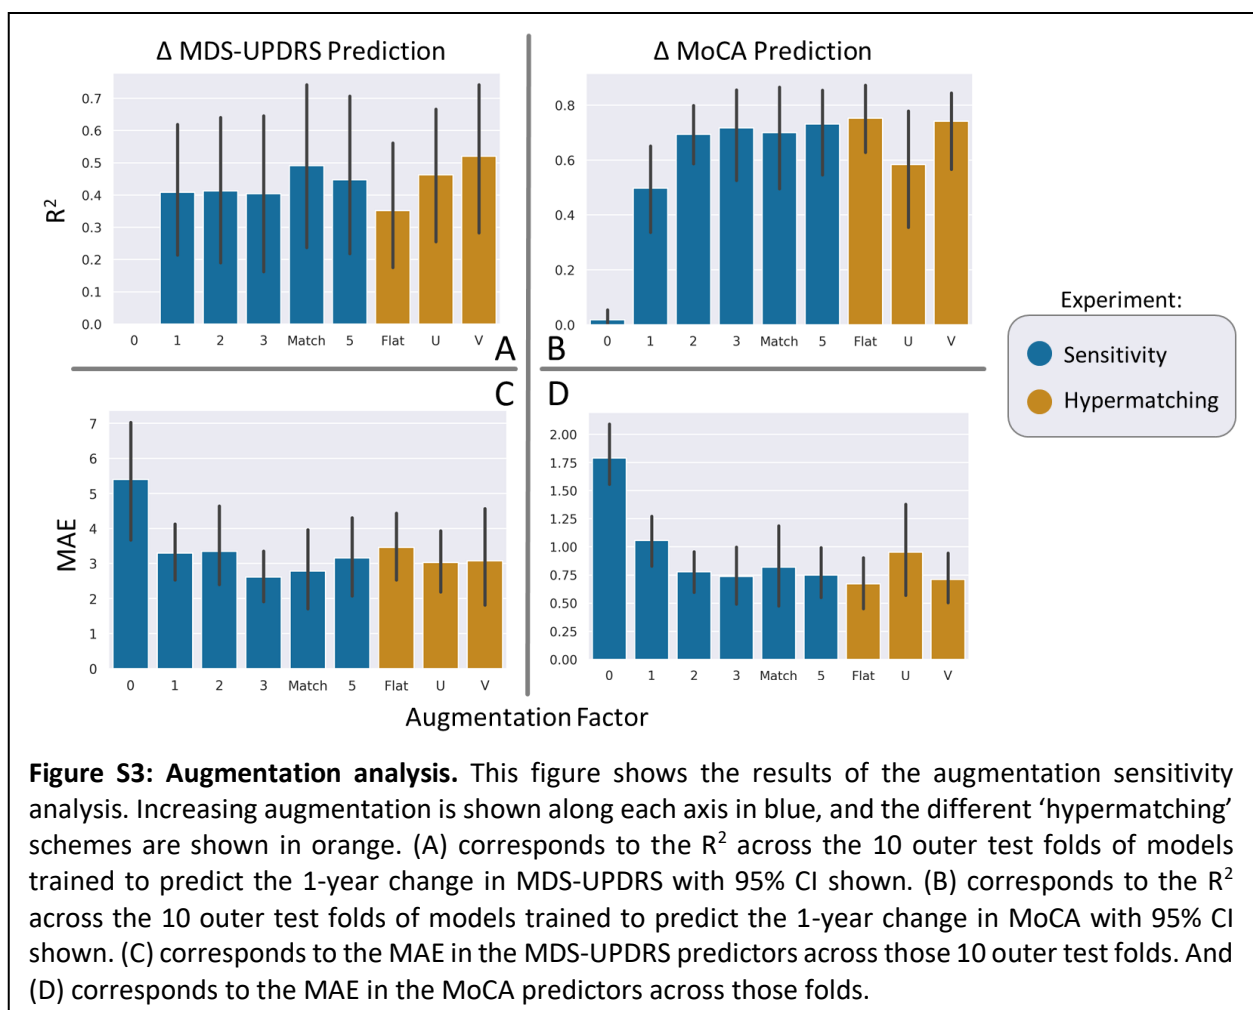 Δ MDS-UPDRS Prediction
Δ MoCA Prediction
R²
0.7
0.6
0.5
0.4
0.3
0.2
0.1
0.0
0 1 2 3 Match 5 Flat U V
A
0.8
0.6
0.4
0.2
0.0
0 1 2 3 Match 5 Flat U V
B
Experiment:
Sensitivity
Hypermatching
C
MAE
7
6
5
4
3
2
1
0
0 1 2 3 Match 5 Flat U V
D
2.00
1.75
1.50
1.25
1.00
0.75
0.50
0.25
0.00
0 1 2 3 Match 5 Flat U V
Augmentation Factor
Figure S3: Augmentation analysis. This figure shows the results of the augmentation sensitivity
analysis. Increasing augmentation is shown along each axis in blue, and the different ‘hypermatching’
schemes are shown in orange. (A) corresponds to the R² across the 10 outer test folds of models
trained to predict the 1-year change in MDS-UPDRS with 95% CI shown. (B) corresponds to the R²
across the 10 outer test folds of models trained to predict the 1-year change in MoCA with 95% CI
shown. (C) corresponds to the MAE in the MDS-UPDRS predictors across those 10 outer test folds. And
(D) corresponds to the MAE in the MoCA predictors across those folds.